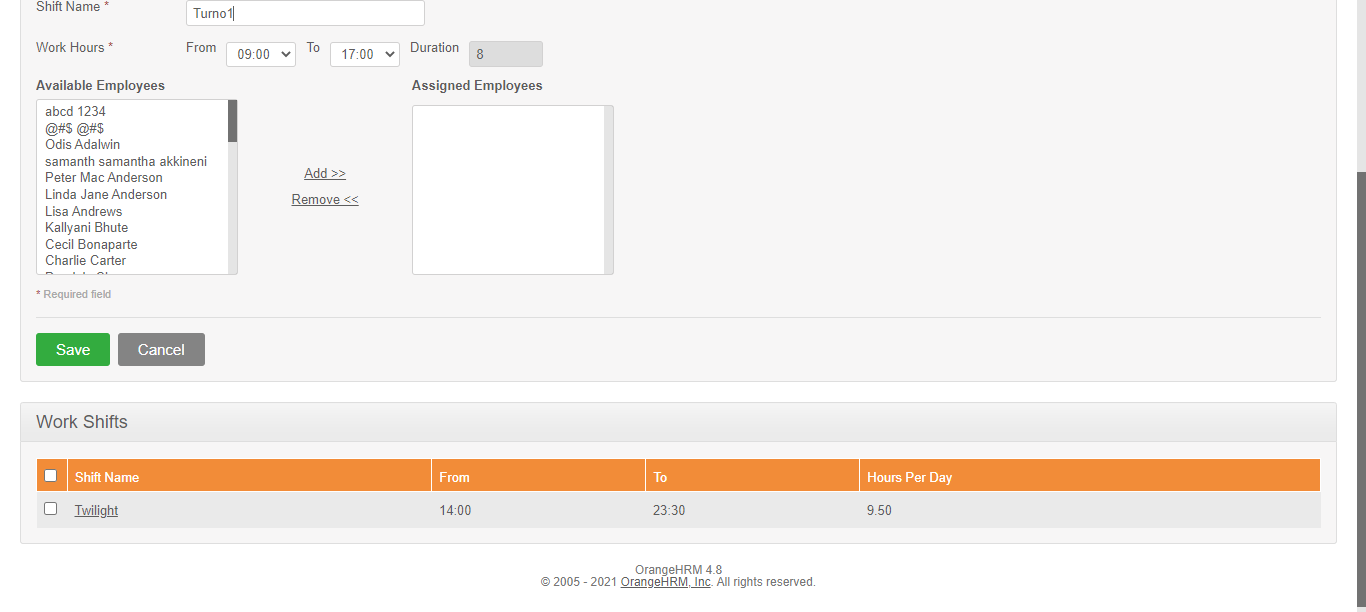 Shift Name *
Turno1
Work Hours *
From
09:00
To
17:00
Duration
8
Available Employees
Assigned Employees
abcd 1234
@#$ @#$
Odis Adalwin
samanth samantha akkineni
Peter Mac Anderson
Linda Jane Anderson
Lisa Andrews
Kallyani Bhute
Cecil Bonaparte
Charlie Carter
Add >>
Remove <<
* Required field
Save
Cancel
Work Shifts
Shift Name From To Hours Per Day
Twilight 14:00 23:30 9.50
OrangeHRM 4.8
© 2005 - 2021 OrangeHRM, Inc. All rights reserved.